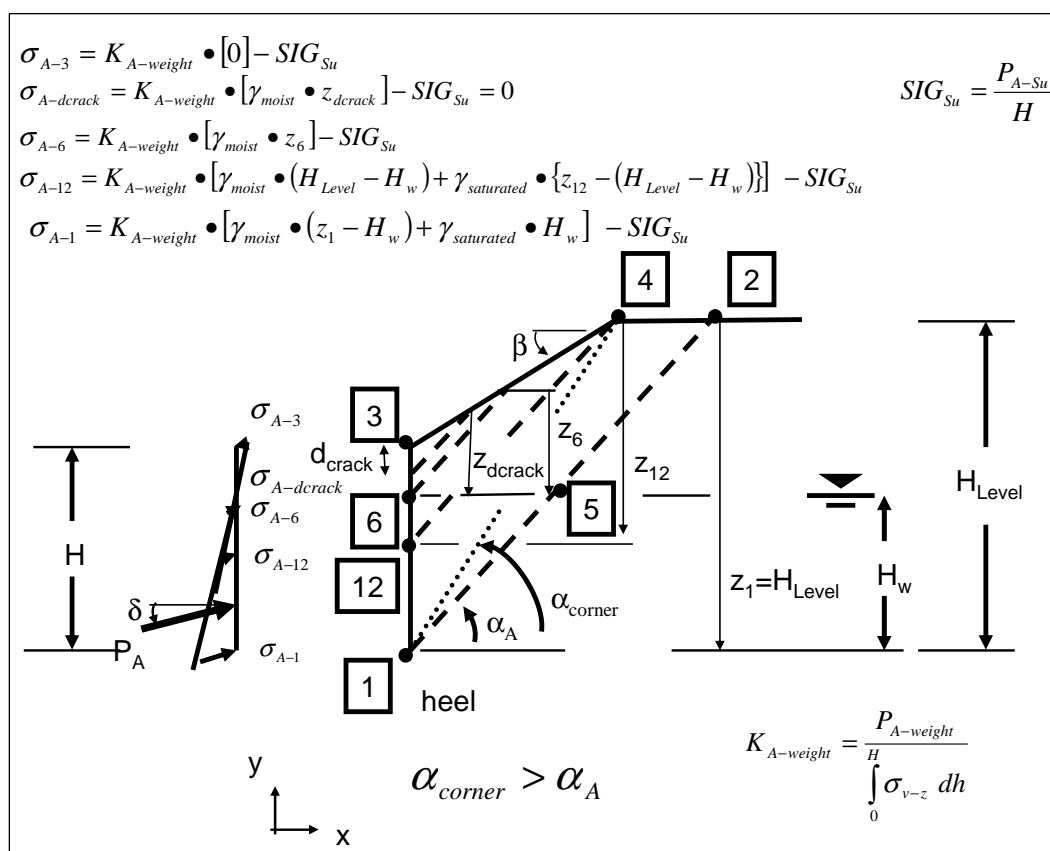 σ_{A-3} = K_{A-weight} • [0] - SIG_{Su}
σ_{A-dcrack} = K_{A-weight} • [γ_{moist} • z_{dcrack}] - SIG_{Su} = 0
SIG_{Su} = P_{A-Su} / H
σ_{A-6} = K_{A-weight} • [γ_{moist} • z_6] - SIG_{Su}
σ_{A-12} = K_{A-weight} • [γ_{moist} • (H_{Level} - H_w) + γ_{saturated} • {z_{12} - (H_{Level} - H_w)}] - SIG_{Su}
σ_{A-1} = K_{A-weight} • [γ_{moist} • (z_1 - H_w) + γ_{saturated} • H_w] - SIG_{Su}
4
2
β
3
σ_{A-3}
d_{crack}
z_6
z_{dcrack}
z_{12}
σ_{A-dcrack}
H_{Level}
6
5
σ_{A-6}
H
σ_{A-12}
12
z_1=H_{Level}
H_w
δ
α_{corner}
α_A
P_A
σ_{A-1}
1
heel
K_{A-weight} = P_{A-weight} / ∫_0^H σ_{v-z} dh
y
α_{corner} > α_A
x